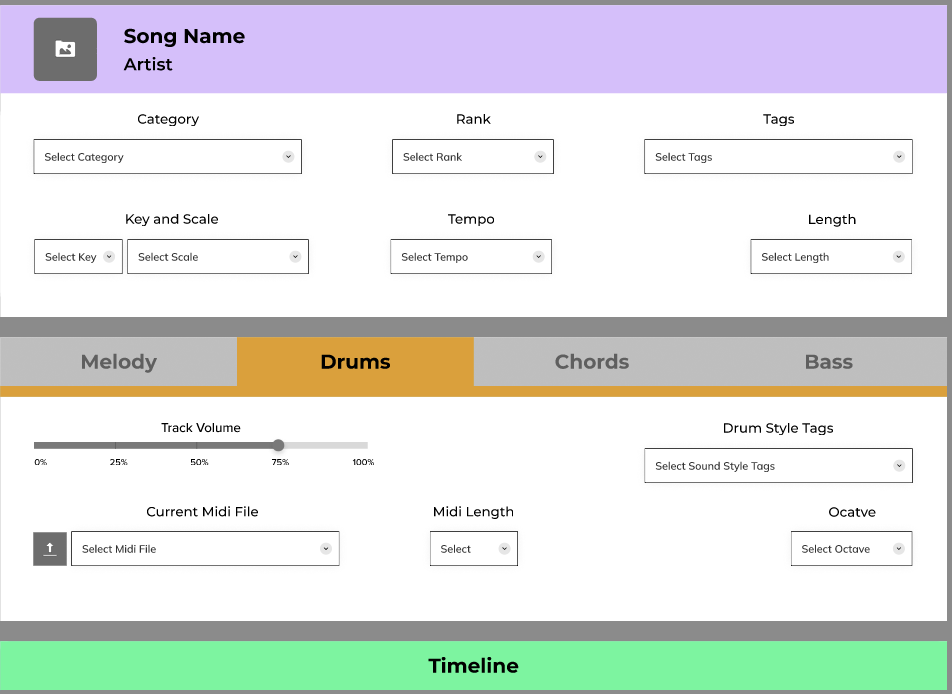 Song Name
Artist
Category Rank Tags
Select Category Select Rank Select Tags
Key and Scale Tempo Length
Select Key Select Scale Select Tempo Select Length
Melody Drums Chords Bass
Track Volume Drum Style Tags
0% 25% 50% 75% 100% Select Sound Style Tags
Current Midi File Midi Length Ocatve
Select Midi File Select Select Octave
Timeline